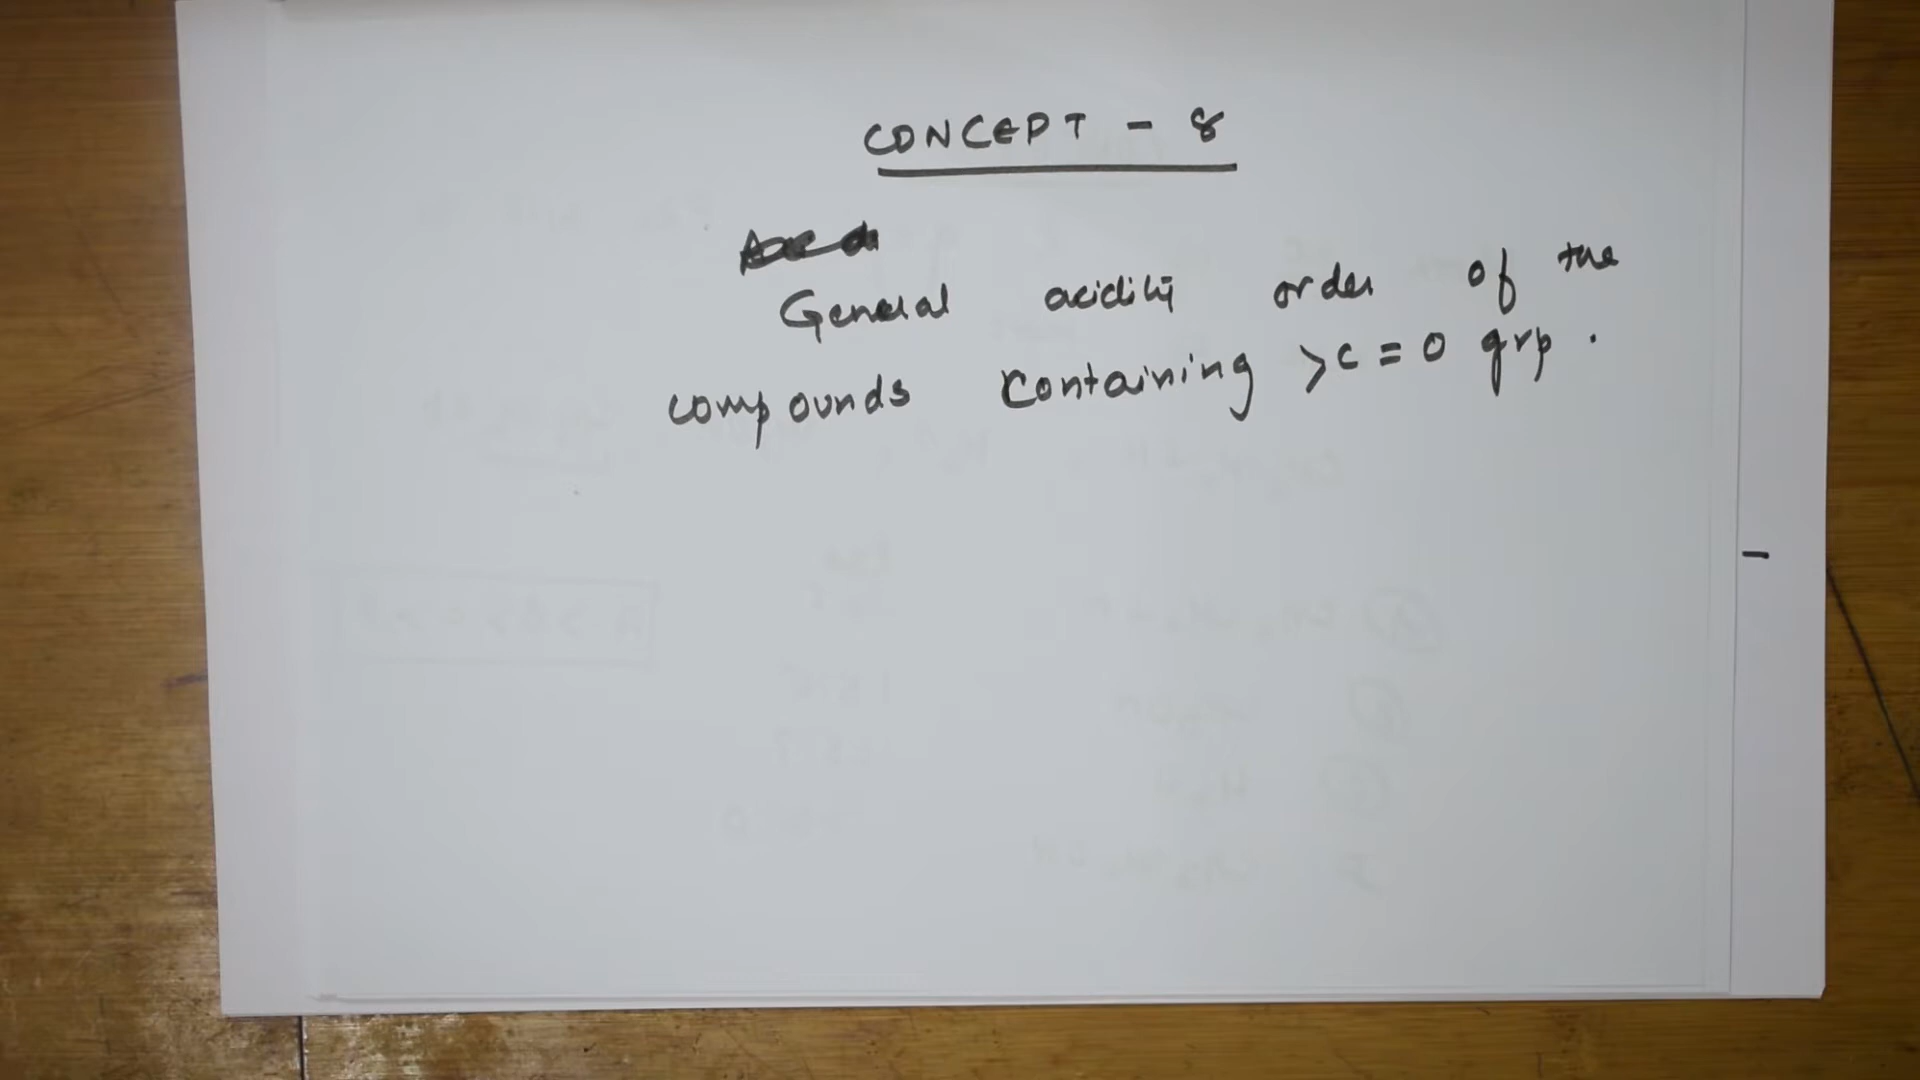 CONCEPT - 8
General acidity order of the
compounds containing >C=O grp.